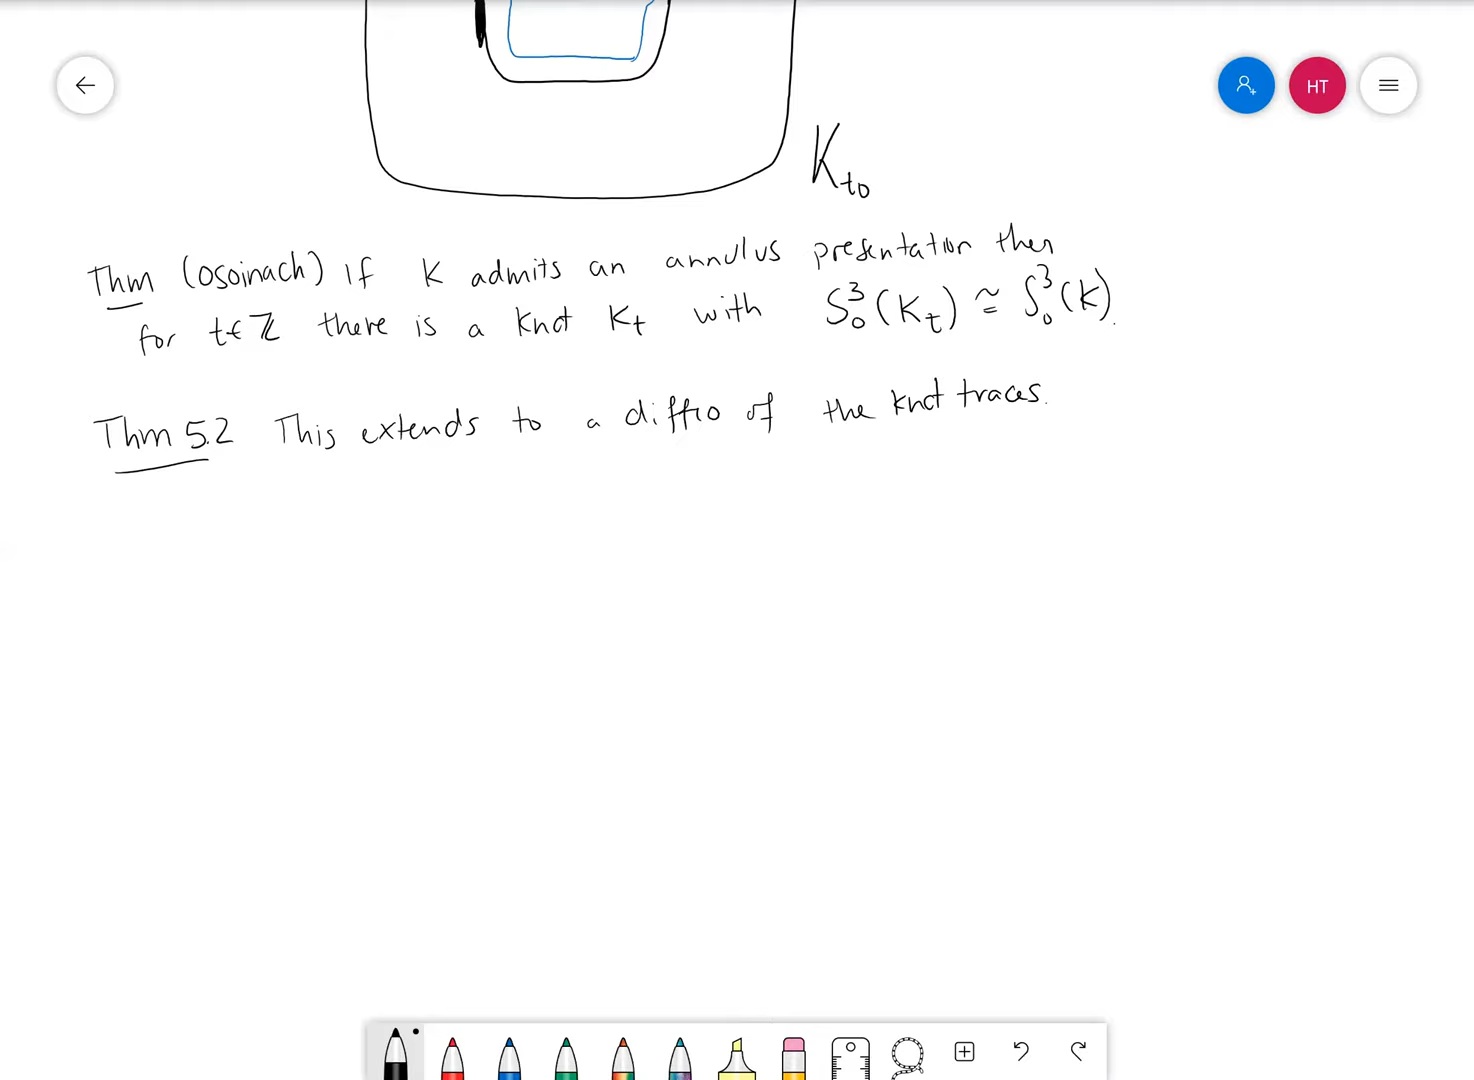 HT
K_{t_0}
Thm (Osoinach) If K admits an annulus presentation then
for t∈ℤ there is a knot K_t with S^3_0(K_t) ≃ S^3_0(K).
Thm 5.2 This extends to a diffeo of the knot traces.